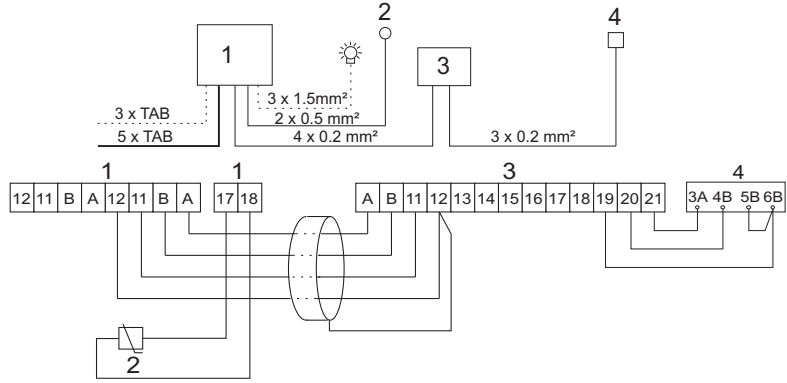 2
4
1
3
3 x 1.5mm²
3 x TAB
2 x 0.5 mm²
5 x TAB
4 x 0.2 mm²
3 x 0.2 mm²
1
1
3
4
12 11 B A 12 11 B A
17 18
A B 11 12 13 14 15 16 17 18 19 20 21
3A 4B 5B 6B
2